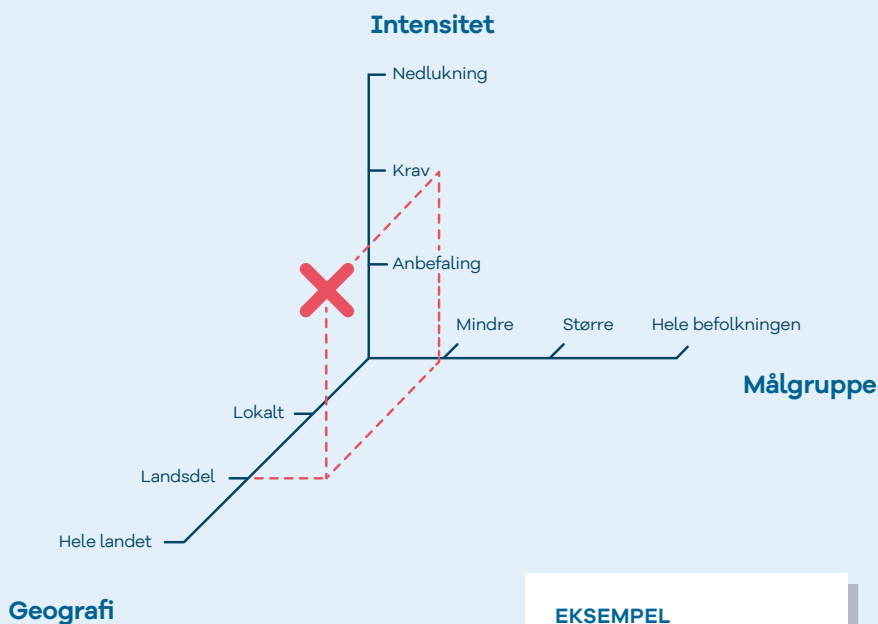 Intensitet
Nedlukning
Krav
Anbefaling
Mindre
Større
Hele befolkningen
Målgruppe
Lokalt
Landsdel
Hele landet
Geografi
EKSEMPEL